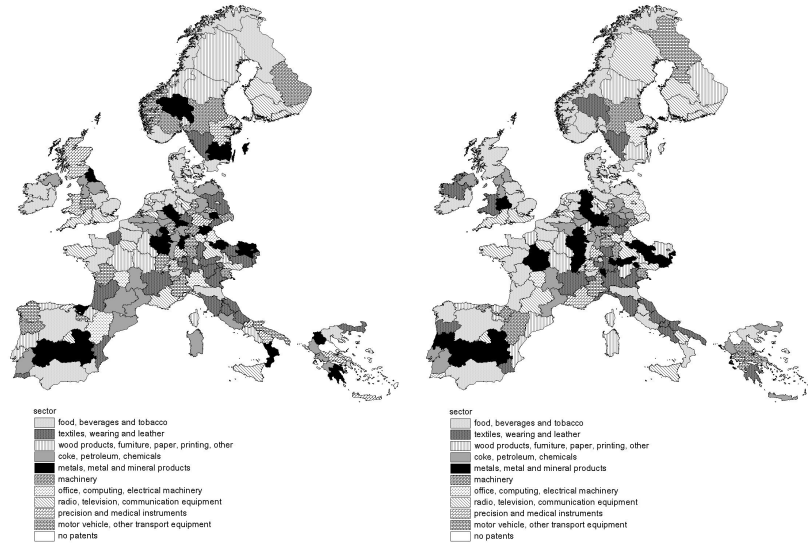 sector
food, beverages and tobacco
textiles, wearing and leather
wood products, furniture, paper, printing, other
coke, petroleum, chemicals
metals, metal and mineral products
machinery
office, computing, electrical machinery
radio, television, communication equipment
precision and medical instruments
motor vehicle, other transport equipment
no patents
sector
food, beverages and tobacco
textiles, wearing and leather
wood products, furniture, paper, printing, other
coke, petroleum, chemicals
metals, metal and mineral products
machinery
office, computing, electrical machinery
radio, television, communication equipment
precision and medical instruments
motor vehicle, other transport equipment
no patents